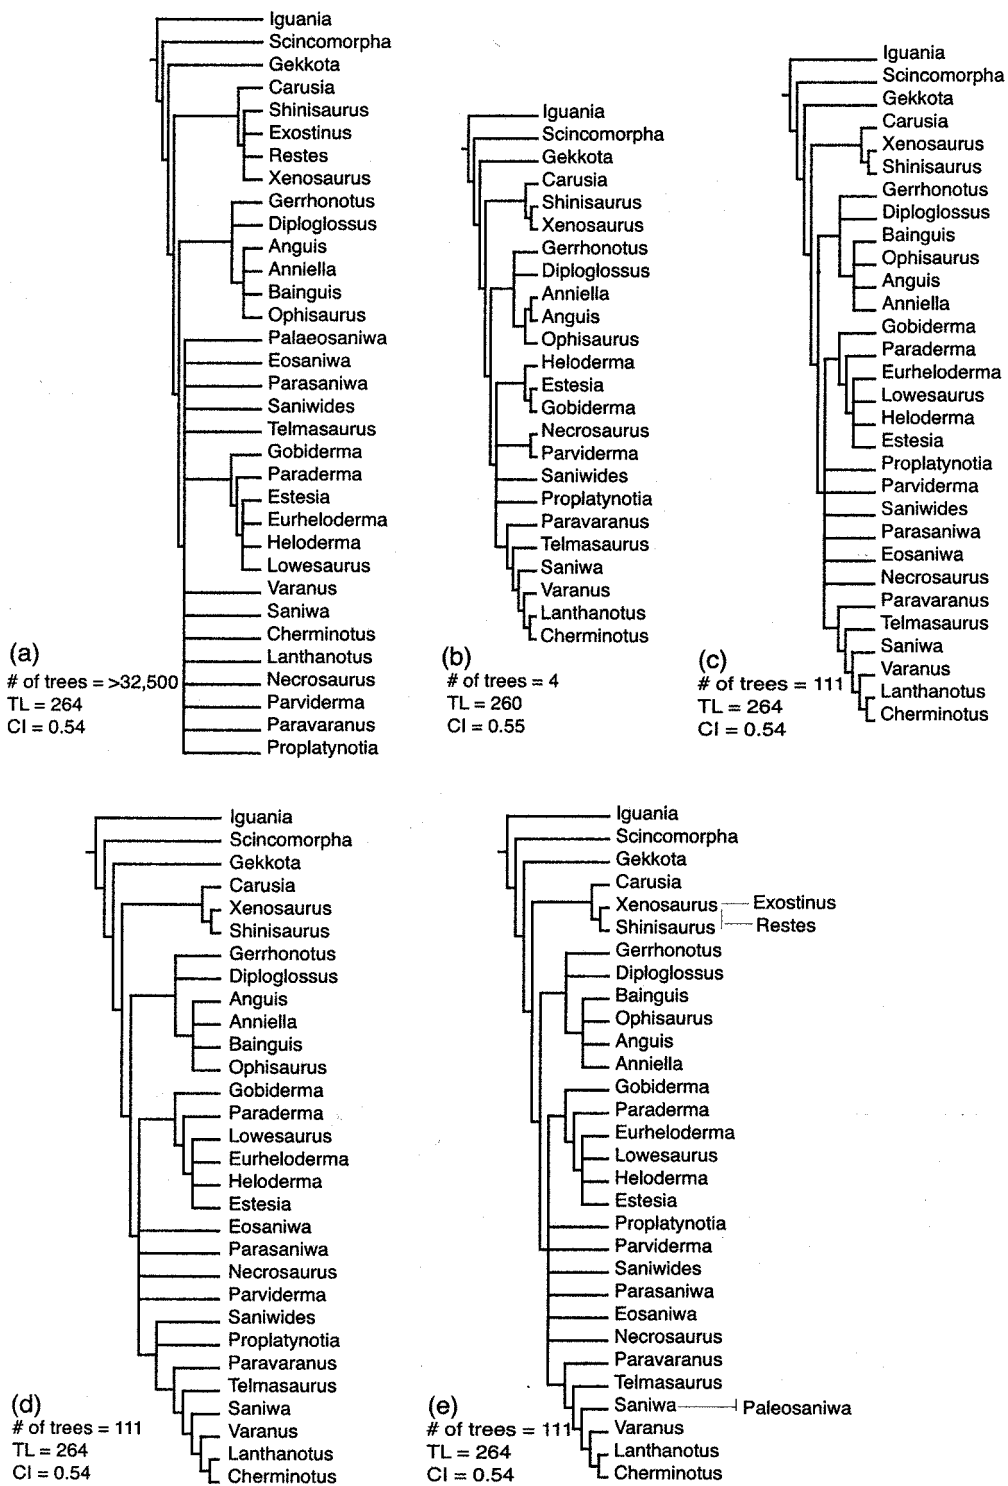 Iguania
Scincomorpha
Gekkota
Carusia
Shinisaurus
Exostinus
Restes
Xenosaurus
Gerrhonotus
Diploglossus
Anguis
Anniella
Bainguis
Ophisaurus
Palaeosaniwa
Eosaniwa
Parasaniwa
Saniwides
Telmasaurus
Gobiderma
Paraderma
Estesia
Eurheloderma
Heloderma
Lowesaurus
Varanus
Saniwa
Cherminotus
Lanthanotus
Necrosaurus
Parviderma
Paravaranus
Proplatynotia
(a)
# of trees = >32,500
TL = 264
CI = 0.54
Iguania
Scincomorpha
Gekkota
Carusia
Shinisaurus
Xenosaurus
Gerrhonotus
Diploglossus
Anniella
Anguis
Ophisaurus
Heloderma
Estesia
Gobiderma
Necrosaurus
Parviderma
Saniwides
Proplatynotia
Paravaranus
Telmasaurus
Saniwa
Varanus
Lanthanotus
Cherminotus
(b)
# of trees = 4
TL = 260
CI = 0.55
Iguania
Scincomorpha
Gekkota
Carusia
Xenosaurus
Shinisaurus
Gerrhonotus
Diploglossus
Bainguis
Ophisaurus
Anguis
Anniella
Gobiderma
Paraderma
Eurheloderma
Lowesaurus
Heloderma
Estesia
Proplatynotia
Parviderma
Saniwides
Parasaniwa
Eosaniwa
Necrosaurus
Paravaranus
Telmasaurus
Saniwa
Varanus
Lanthanotus
Cherminotus
(c)
# of trees = 111
TL = 264
CI = 0.54
Iguania
Scincomorpha
Gekkota
Carusia
Xenosaurus
Shinisaurus
Gerrhonotus
Diploglossus
Anguis
Anniella
Bainguis
Ophisaurus
Gobiderma
Paraderma
Lowesaurus
Eurheloderma
Heloderma
Estesia
Eosaniwa
Parasaniwa
Necrosaurus
Parviderma
Saniwides
Proplatynotia
Paravaranus
Telmasaurus
Saniwa
Varanus
Lanthanotus
Cherminotus
(d)
# of trees = 111
TL = 264
CI = 0.54
Iguania
Scincomorpha
Gekkota
Carusia
Xenosaurus Exostinus
Shinisaurus Restes
Gerrhonotus
Diploglossus
Bainguis
Ophisaurus
Anguis
Anniella
Gobiderma
Paraderma
Eurheloderma
Lowesaurus
Heloderma
Estesia
Proplatynotia
Parviderma
Saniwides
Parasaniwa
Eosaniwa
Necrosaurus
Paravaranus
Telmasaurus
Saniwa Paleosaniwa
Varanus
Lanthanotus
Cherminotus
(e)
# of trees = 111
TL = 264
CI = 0.54